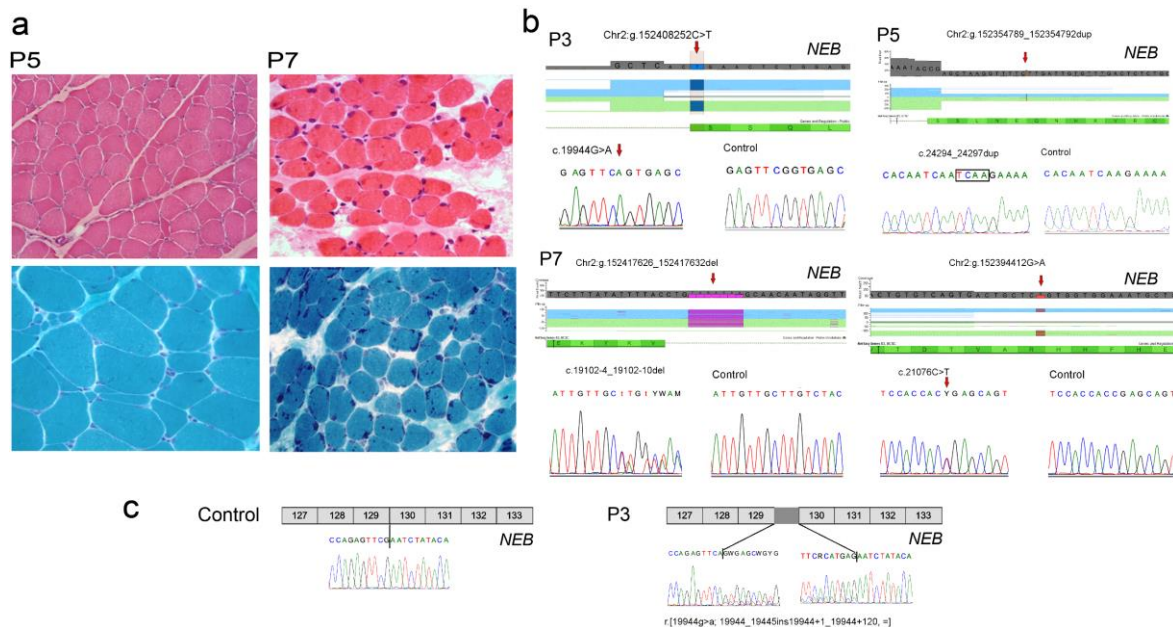 a
P5
P7
b
P3
Chr2:g.152408252C>T
NEB
G C T C
S S Q L
c.19944G>A
Control
GAGTTCAGTGAGC
GAGTTCGGTGAGC
P5
Chr2:g.152354789_152354792dup
NEB
c.24294_24297dup
Control
CACAATCAATCAAGAAAA
CACAATCAAGAAAA
P7
Chr2:g.152417626_152417632del
NEB
c.19102-4_19102-10del
Control
ATTGTTGCtTGtYWAM
ATTGTTGCTTGTCTAC
Chr2:g.152394412G>A
NEB
c.21076C>T
Control
TCCACCACYGAGCAGT
TCCACCACCGAGCAGT
c
Control
127 128 129 130 131 132 133
NEB
CCAGAGTTCGAATCTATACA
P3
127 128 129 130 131 132 133
NEB
CCAGAGTTCAGWGAGCWGYG
TTCRCATGAGAATCTATACA
r.[19944g>a; 19944_19445ins19944+1_19944+120, =]